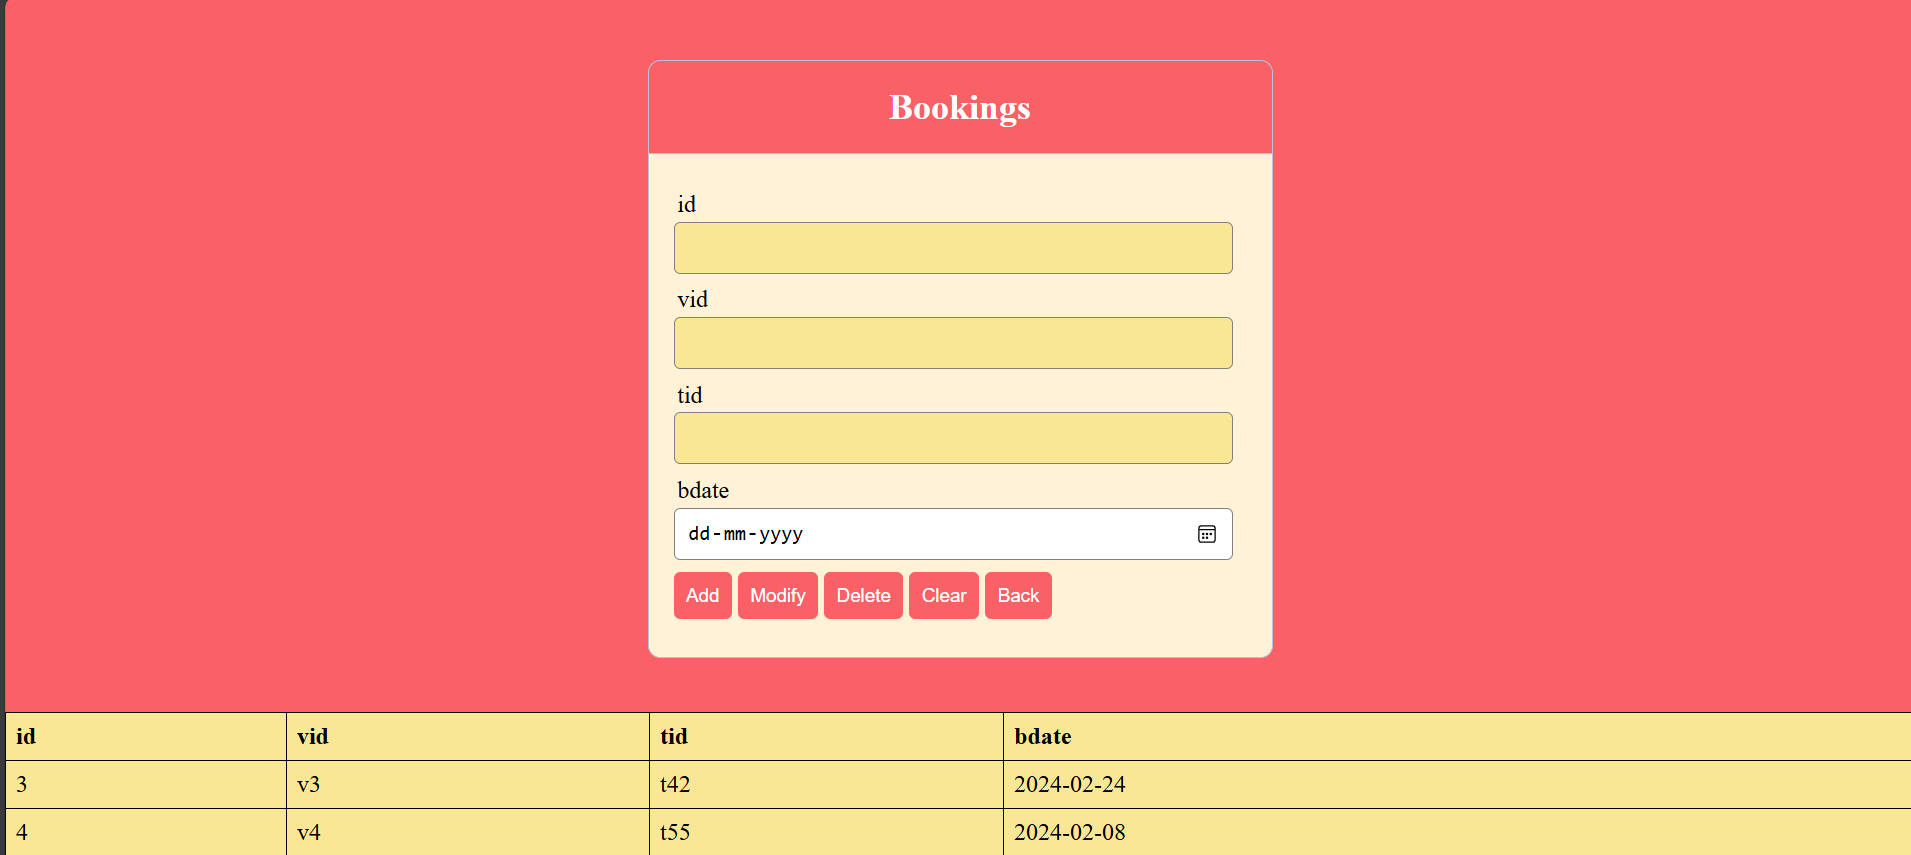 Bookings
id
vid
tid
bdate
dd-mm-yyyy
Add Modify Delete Clear Back
id vid tid bdate
3 v3 t42 2024-02-24
4 v4 t55 2024-02-08